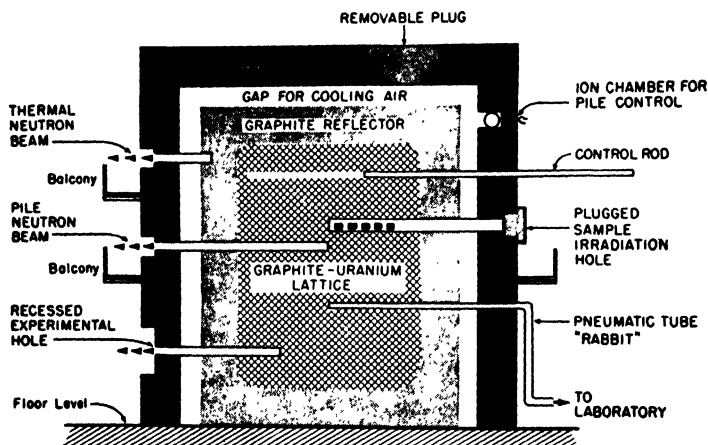 REMOVABLE PLUG
GAP FOR COOLING AIR
GRAPHITE REFLECTOR
THERMAL
NEUTRON
BEAM
Balcony
PILE
NEUTRON
BEAM
Balcony
RECESSED
EXPERIMENTAL
HOLE
Floor Level
GRAPHITE-URANIUM
LATTICE
ION CHAMBER FOR
PILE CONTROL
CONTROL ROD
PLUGGED
SAMPLE
IRRADIATION
HOLE
PNEUMATIC TUBE
"RABBIT"
TO
LABORATORY